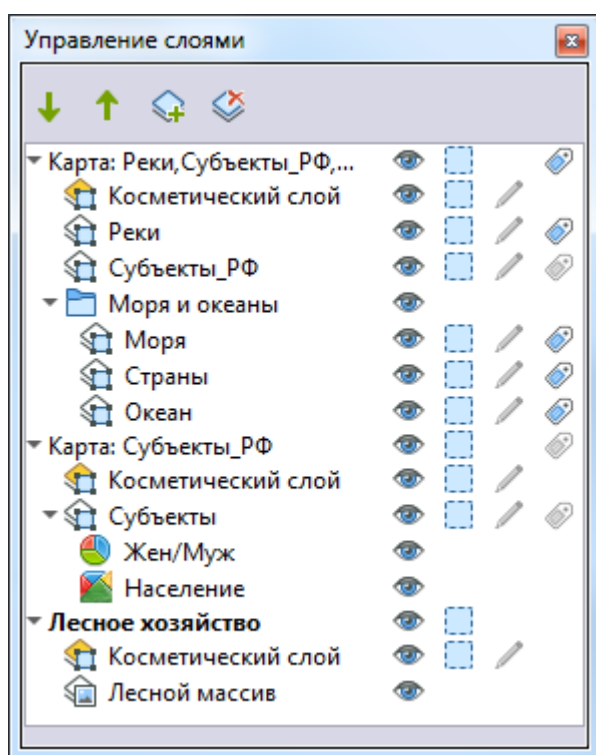 Управление слоями
Карта: Реки,Субъекты_РФ,...
Косметический слой
Реки
Субъекты_РФ
Моря и океаны
Моря
Страны
Океан
Карта: Субъекты_РФ
Косметический слой
Субъекты
Жен/Муж
Население
Лесное хозяйство
Косметический слой
Лесной массив